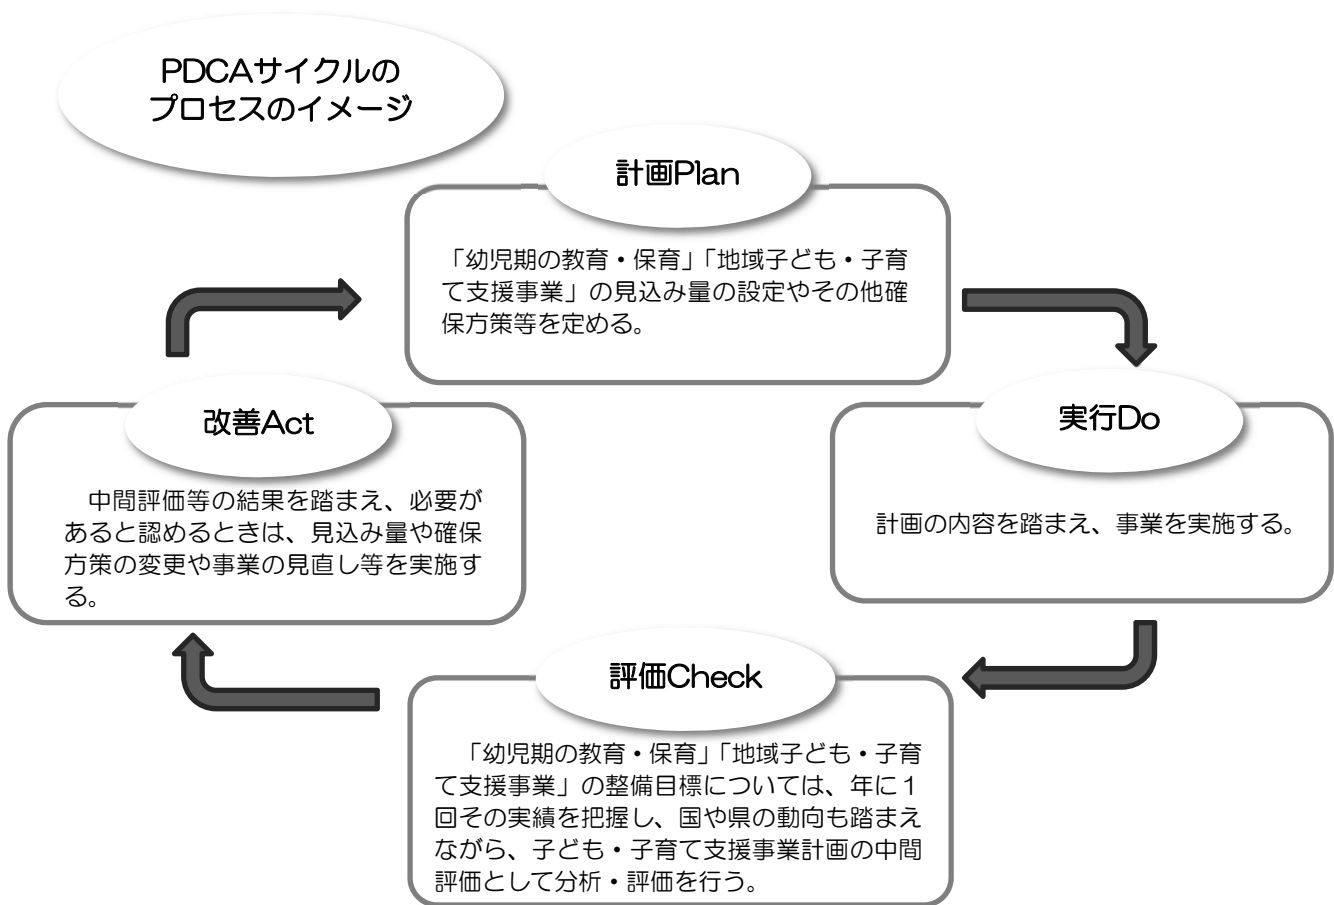 PDCAサイクルの
プロセスのイメージ
計画Plan
「幼児期の教育・保育」「地域子ども・子育
て支援事業」の見込み量の設定やその他確
保方策等を定める。
改善Act
中間評価等の結果を踏まえ、必要が
あると認めるときは、見込み量や確保
方策の変更や事業の見直し等を実施す
る。
実行Do
計画の内容を踏まえ、事業を実施する。
評価Check
「幼児期の教育・保育」「地域子ども・子育
て支援事業」の整備目標については、年に１
回その実績を把握し、国や県の動向も踏まえ
ながら、子ども・子育て支援事業計画の中間
評価として分析・評価を行う。